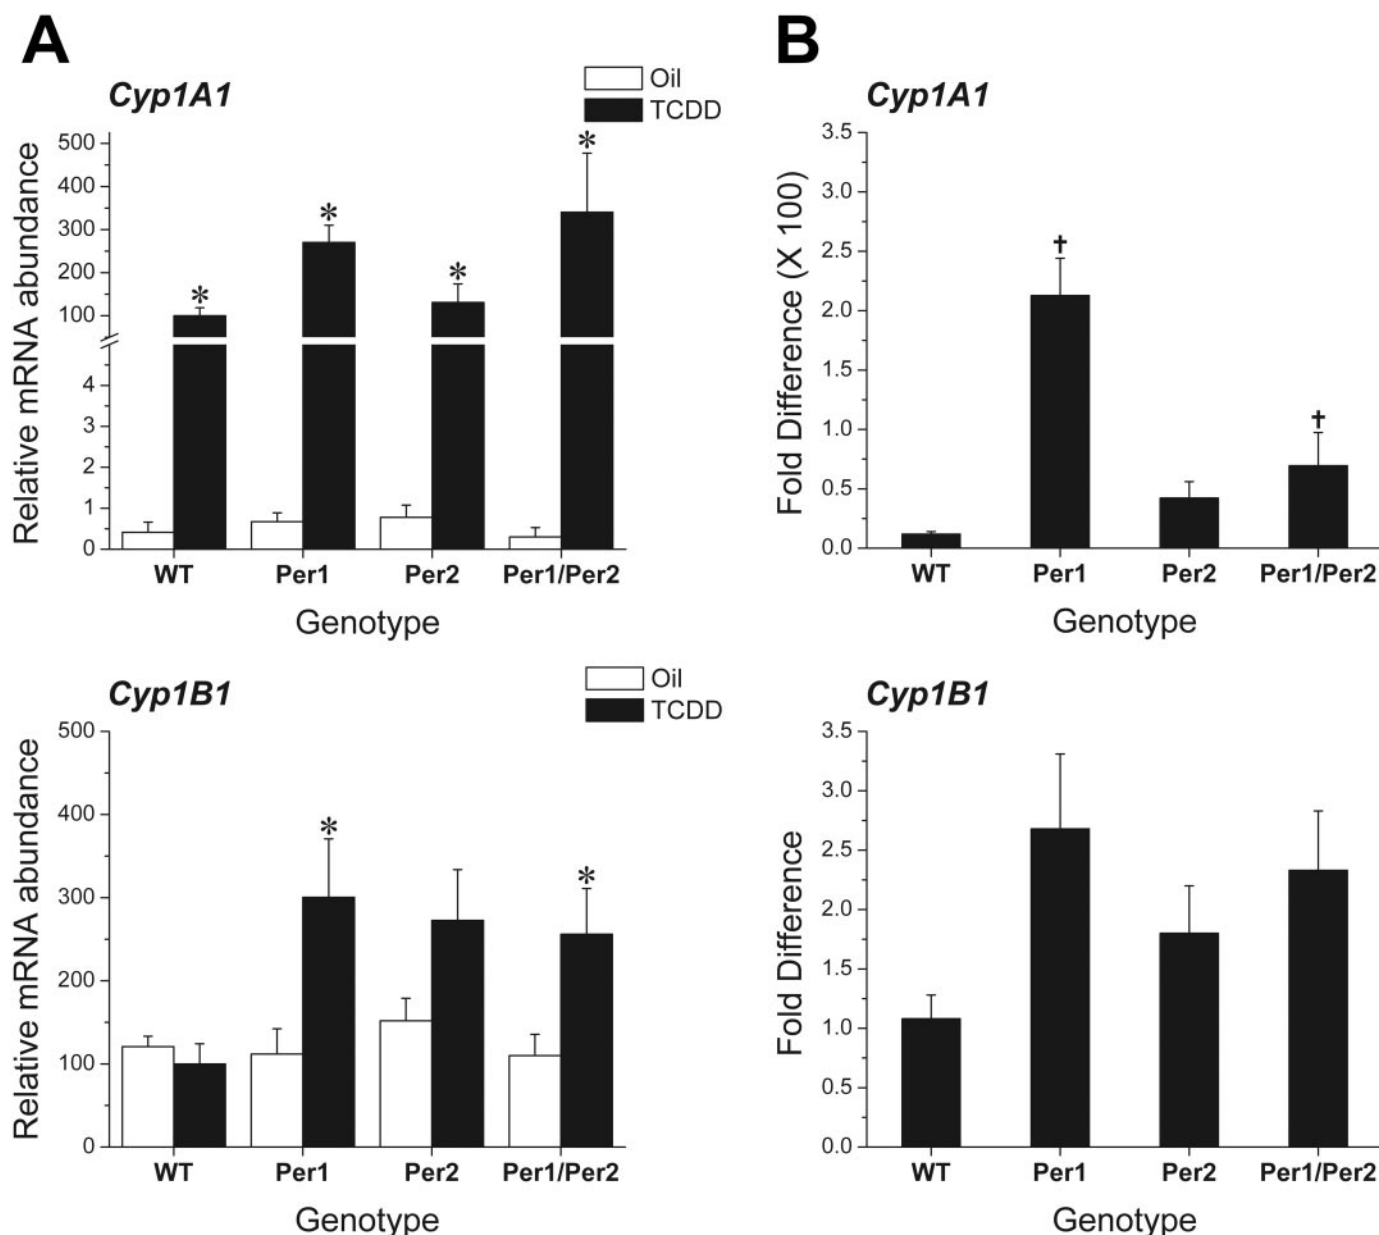 A
Cyp1A1
Oil
TCDD
Relative mRNA abundance
500
400
300
200
100
4
3
2
1
0
* * * *
WT Per1 Per2 Per1/Per2
Genotype
B
Cyp1A1
Fold Difference (X 100)
3.5
3.0
2.5
2.0
1.5
1.0
0.5
0.0
† †
WT Per1 Per2 Per1/Per2
Genotype
Cyp1B1
Oil
TCDD
Relative mRNA abundance
500
400
300
200
100
0
* *
WT Per1 Per2 Per1/Per2
Genotype
Cyp1B1
Fold Difference
3.5
3.0
2.5
2.0
1.5
1.0
0.5
0.0
WT Per1 Per2 Per1/Per2
Genotype